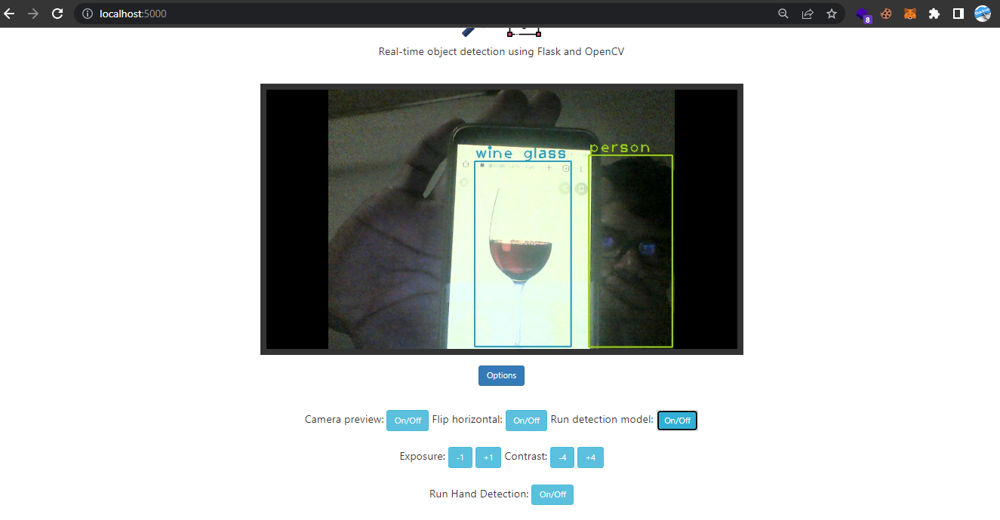 localhost:5000
8
Real-time object detection using Flask and OpenCV
wine glass
person
Options
Camera preview: On/Off Flip horizontal: On/Off Run detection model: On/Off
Exposure: -1 +1 Contrast: -4 +4
Run Hand Detection: On/Off